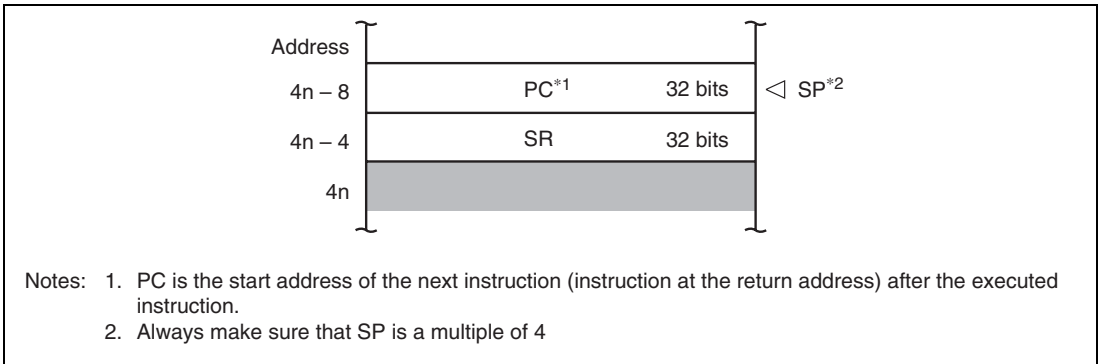 Address
4n – 8 PC*1 32 bits ◁ SP*2
4n – 4 SR 32 bits
4n
Notes: 1. PC is the start address of the next instruction (instruction at the return address) after the executed
instruction.
2. Always make sure that SP is a multiple of 4